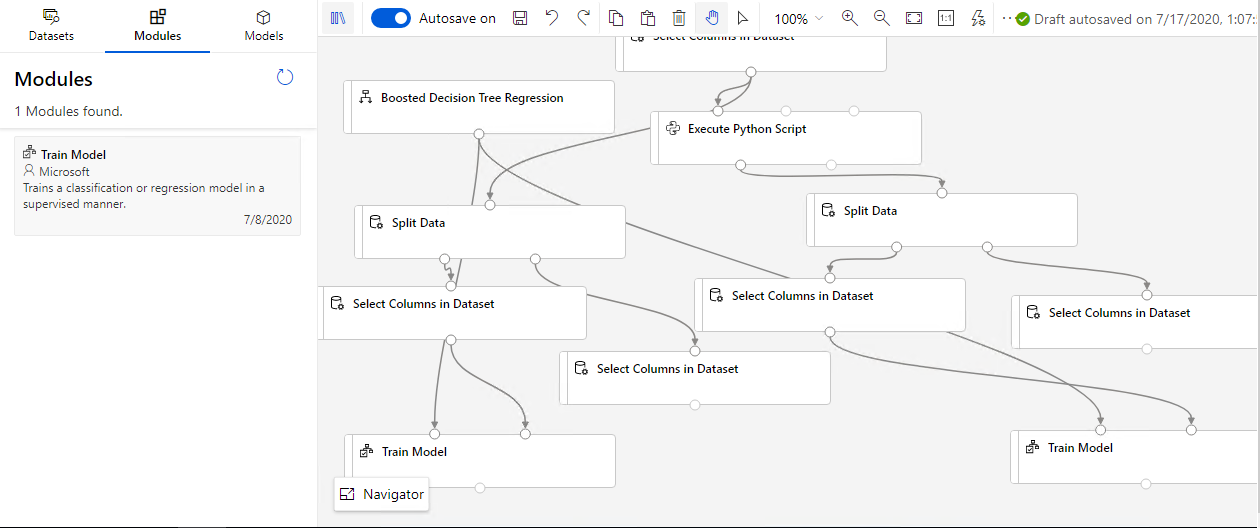 Datasets
Modules
Models
Autosave on
100%
1:1
Draft autosaved on 7/17/2020, 1:07:
Modules
1 Modules found.
Train Model
Microsoft
Trains a classification or regression model in a
supervised manner.
7/8/2020
Select Columns in Dataset
Boosted Decision Tree Regression
Execute Python Script
Split Data
Split Data
Select Columns in Dataset
Select Columns in Dataset
Select Columns in Dataset
Select Columns in Dataset
Train Model
Train Model
Navigator